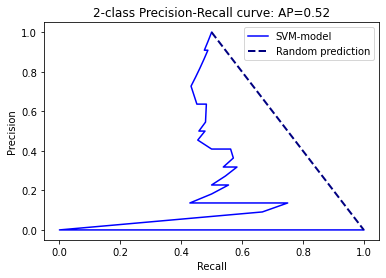 2-class Precision-Recall curve: AP=0.52
SVM-model
Random prediction
Precision
1.0
0.8
0.6
0.4
0.2
0.0
0.0 0.2 0.4 0.6 0.8 1.0
Recall